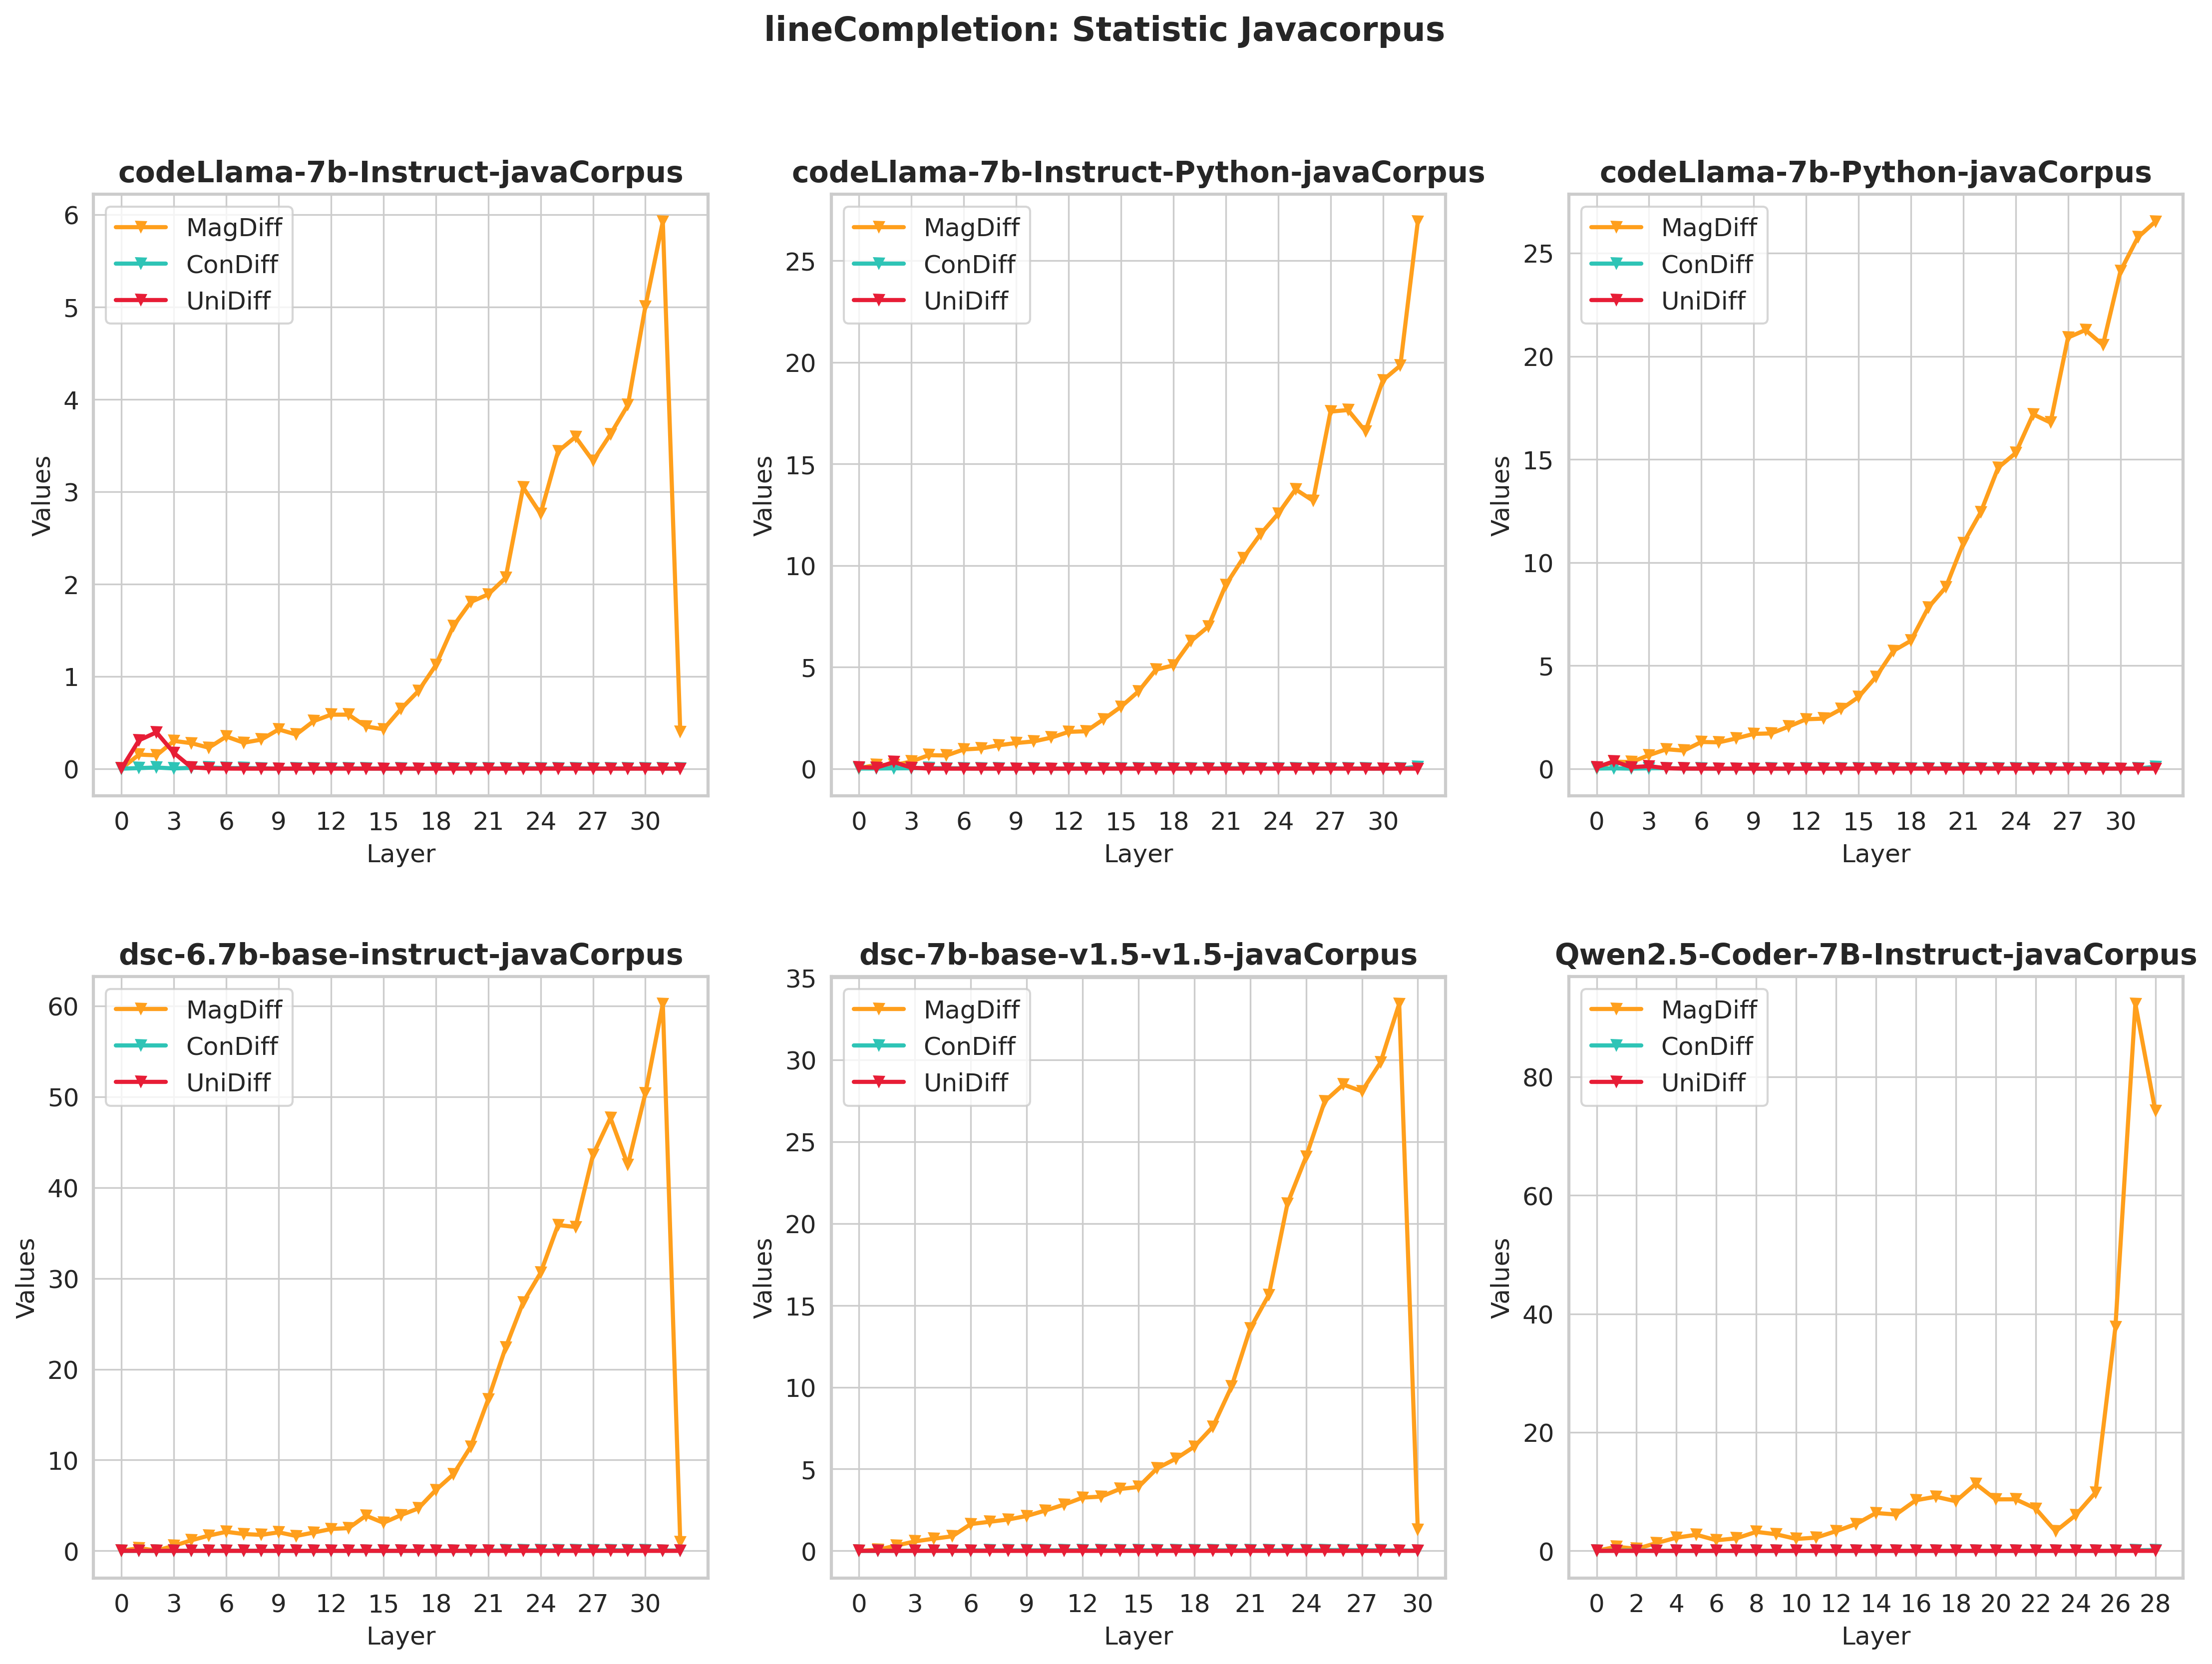 lineCompletion: Statistic Javacorpus
codeLlama-7b-Instruct-javaCorpus
MagDiff
ConDiff
UniDiff
Values
6
5
4
3
2
1
0
0 3 6 9 12 15 18 21 24 27 30
Layer
codeLlama-7b-Instruct-Python-javaCorpus
MagDiff
ConDiff
UniDiff
Values
25
20
15
10
5
0
0 3 6 9 12 15 18 21 24 27 30
Layer
codeLlama-7b-Python-javaCorpus
MagDiff
ConDiff
UniDiff
Values
25
20
15
10
5
0
0 3 6 9 12 15 18 21 24 27 30
Layer
dsc-6.7b-base-instruct-javaCorpus
MagDiff
ConDiff
UniDiff
Values
60
50
40
30
20
10
0
0 3 6 9 12 15 18 21 24 27 30
Layer
dsc-7b-base-v1.5-v1.5-javaCorpus
MagDiff
ConDiff
UniDiff
Values
35
30
25
20
15
10
5
0
0 3 6 9 12 15 18 21 24 27 30
Layer
Qwen2.5-Coder-7B-Instruct-javaCorpus
MagDiff
ConDiff
UniDiff
Values
80
60
40
20
0
0 2 4 6 8 10 12 14 16 18 20 22 24 26 28
Layer